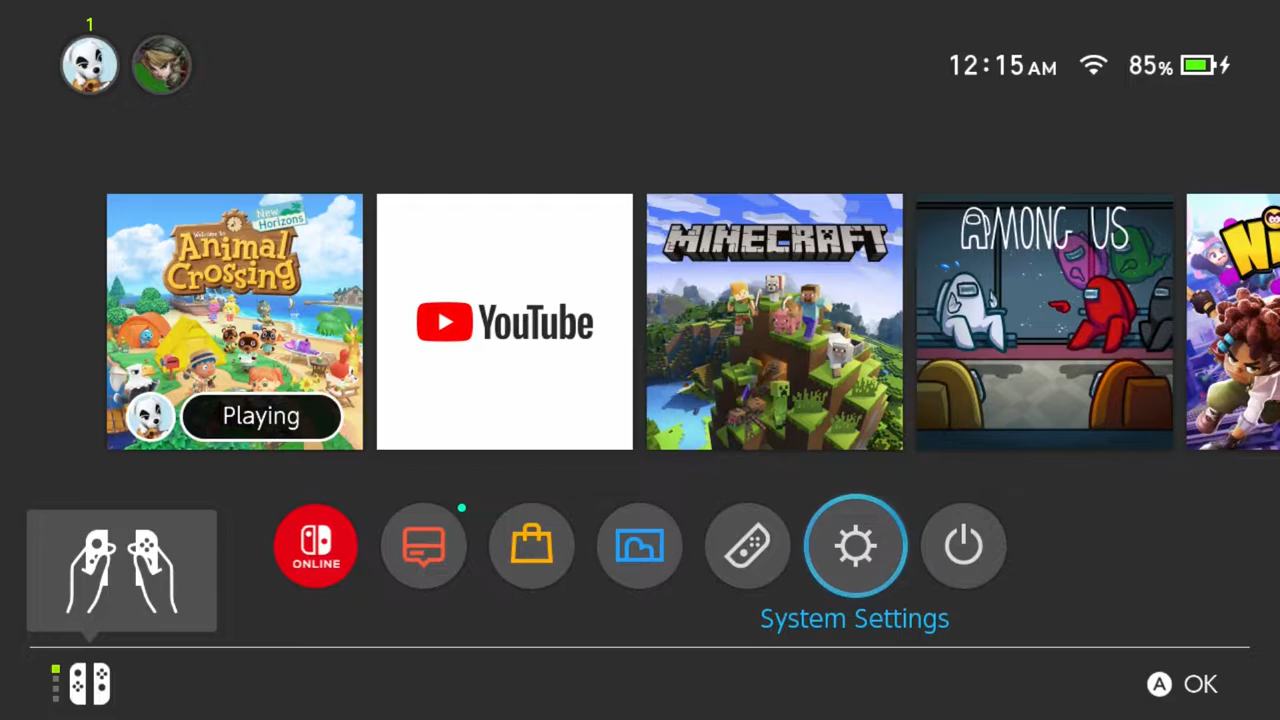 1
12:15 AM 85%
New Horizons
Welcome to
Animal Crossing
Playing
YouTube
MINECRAFT
AMONG US
ONLINE
System Settings
A OK